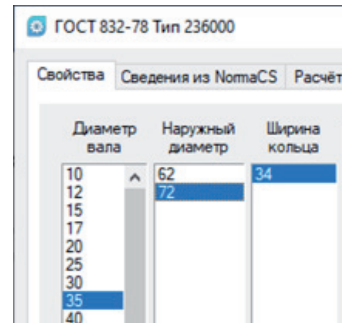 ГОСТ 832-78 Тип 236000
Свойства Сведения из NormaCS Расчёт
Диаметр вала Наружный диаметр Ширина кольца
10 62 34
12 72
15
17
20
25
30
35
40